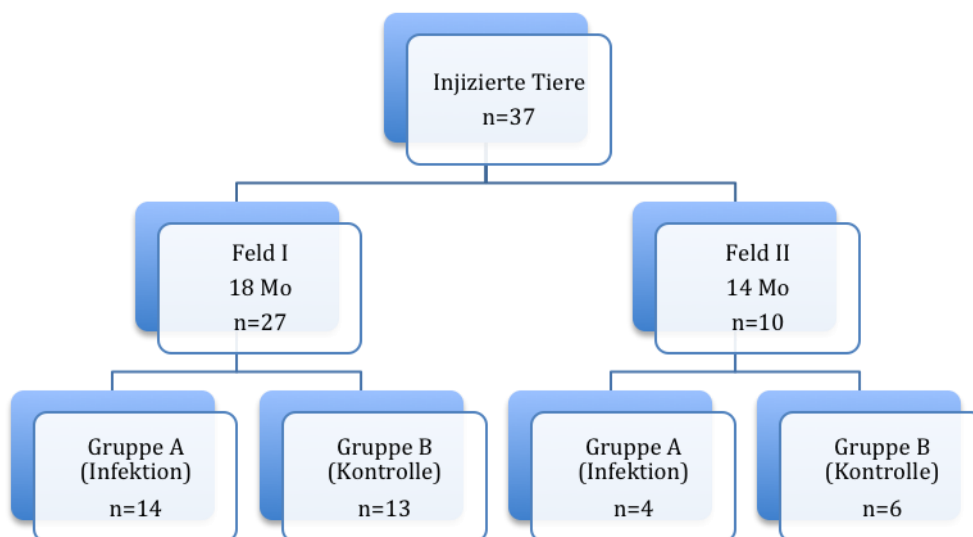 Injizierte Tiere
n=37
Feld I
18 Mo
n=27
Feld II
14 Mo
n=10
Gruppe A
(Infektion)
n=14
Gruppe B
(Kontrolle)
n=13
Gruppe A
(Infektion)
n=4
Gruppe B
(Kontrolle)
n=6